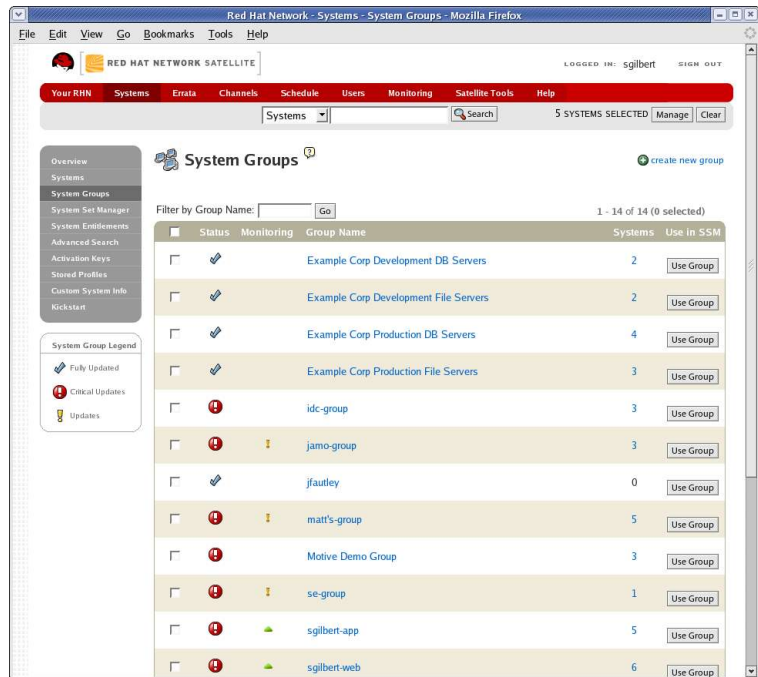 Red Hat Network - Systems - System Groups - Mozilla Firefox
File Edit View Go Bookmarks Tools Help
RED HAT NETWORK SATELLITE
LOGGED IN: sgilbert SIGN OUT
Your RHN Systems Errata Channels Schedule Users Monitoring Satellite Tools Help
Systems Search 5 SYSTEMS SELECTED Manage Clear
Overview
Systems
System Groups
System Set Manager
System Entitlements
Advanced Search
Activation Keys
Stored Profiles
Custom System Info
Kickstart
System Group Legend
Fully Updated
Critical Updates
Updates
System Groups ?
create new group
Filter by Group Name: Go
1 - 14 of 14 (0 selected)
Status Monitoring Group Name Systems Use in SSM
Example Corp Development DB Servers 2 Use Group
Example Corp Development File Servers 2 Use Group
Example Corp Production DB Servers 4 Use Group
Example Corp Production File Servers 3 Use Group
idc-group 3 Use Group
jamo-group 3 Use Group
jfautley 0 Use Group
matt's-group 5 Use Group
Motive Demo Group 3 Use Group
se-group 1 Use Group
sgilbert-app 5 Use Group
sgilbert-web 6 Use Group